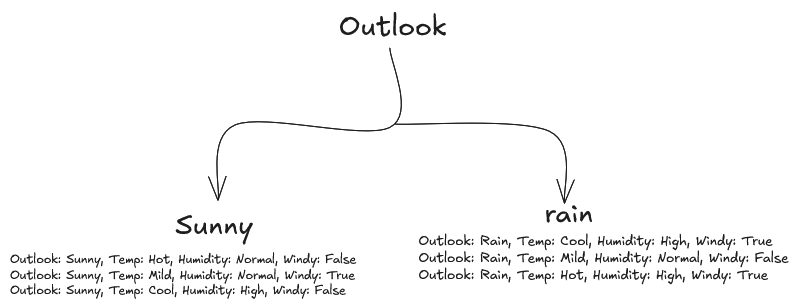 Outlook
Sunny
Outlook: Sunny, Temp: Hot, Humidity: Normal, Windy: False
Outlook: Sunny, Temp: Mild, Humidity: Normal, Windy: True
Outlook: Sunny, Temp: Cool, Humidity: High, Windy: False
rain
Outlook: Rain, Temp: Cool, Humidity: High, Windy: True
Outlook: Rain, Temp: Mild, Humidity: Normal, Windy: False
Outlook: Rain, Temp: Hot, Humidity: High, Windy: True